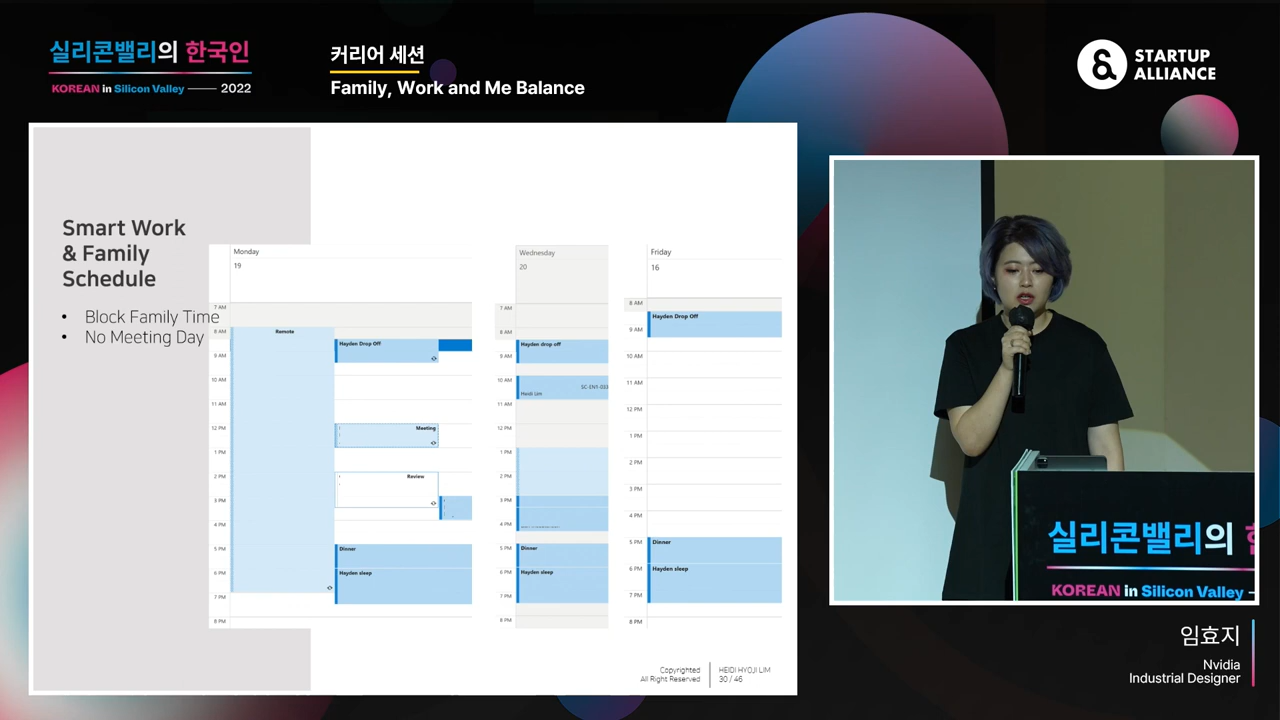 실리콘밸리의 한국인
KOREAN in Silicon Valley 2022
커리어 세션
Family, Work and Me Balance
STARTUP
ALLIANCE
Smart Work
& Family
Schedule
• Block Family Time
• No Meeting Day
Monday
19
7 AM
8 AM
9 AM
10 AM
11 AM
12 PM
1 PM
2 PM
3 PM
4 PM
5 PM
6 PM
7 PM
8 PM
Remote
Hayden Drop Off
Meeting
Review
Dinner
Hayden sleep
Wednesday
20
7 AM
8 AM
9 AM
10 AM
11 AM
12 PM
1 PM
2 PM
3 PM
4 PM
5 PM
6 PM
7 PM
8 PM
Hayden drop off
Heidi Lim
Dinner
Hayden sleep
Friday
16
8 AM
9 AM
10 AM
11 AM
12 PM
1 PM
2 PM
3 PM
4 PM
5 PM
6 PM
7 PM
8 PM
Hayden Drop Off
Dinner
Hayden sleep
Copyrighted
All Right Reserved
HEIDI HYOJI LIM
30 / 46
실리콘밸리의
KOREAN in Silicon Valley
임효지
Nvidia
Industrial Designer